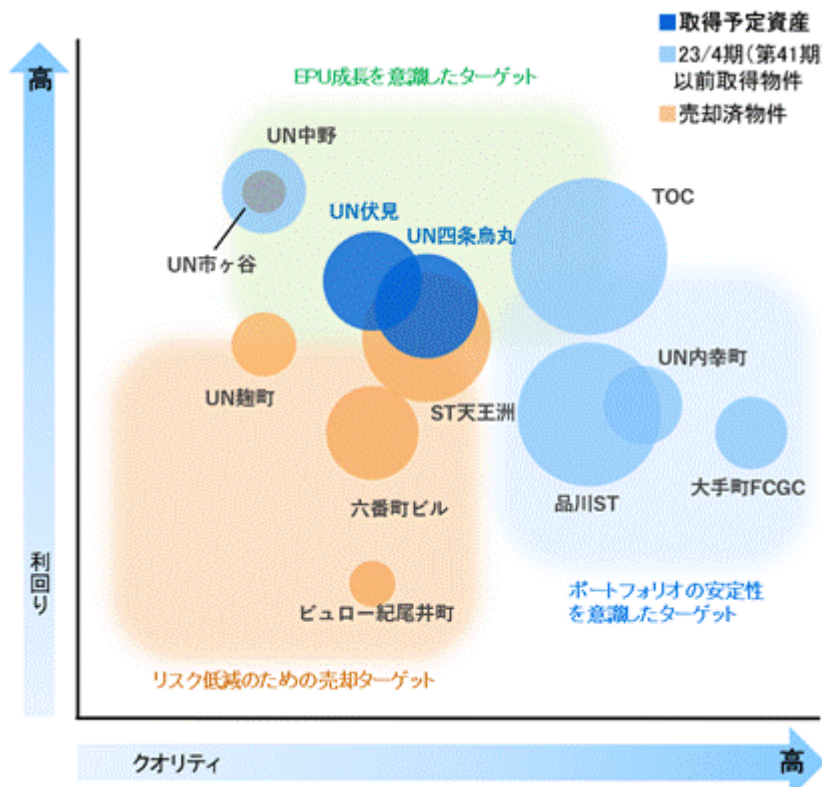 ■取得予定資産
■23/4期(第41期)
以前取得物件
■売却済物件
高
EPU成長を意識したターゲット
UN中野
TOC
UN伏見
UN四条烏丸
UN市ヶ谷
UN内幸町
UN麹町
ST天王洲
大手町FCGC
品川ST
六番町ビル
利回り
ビュロー紀尾井町
ポートフォリオの安定性
を意識したターゲット
リスク低減のための売却ターゲット
クオリティ
高